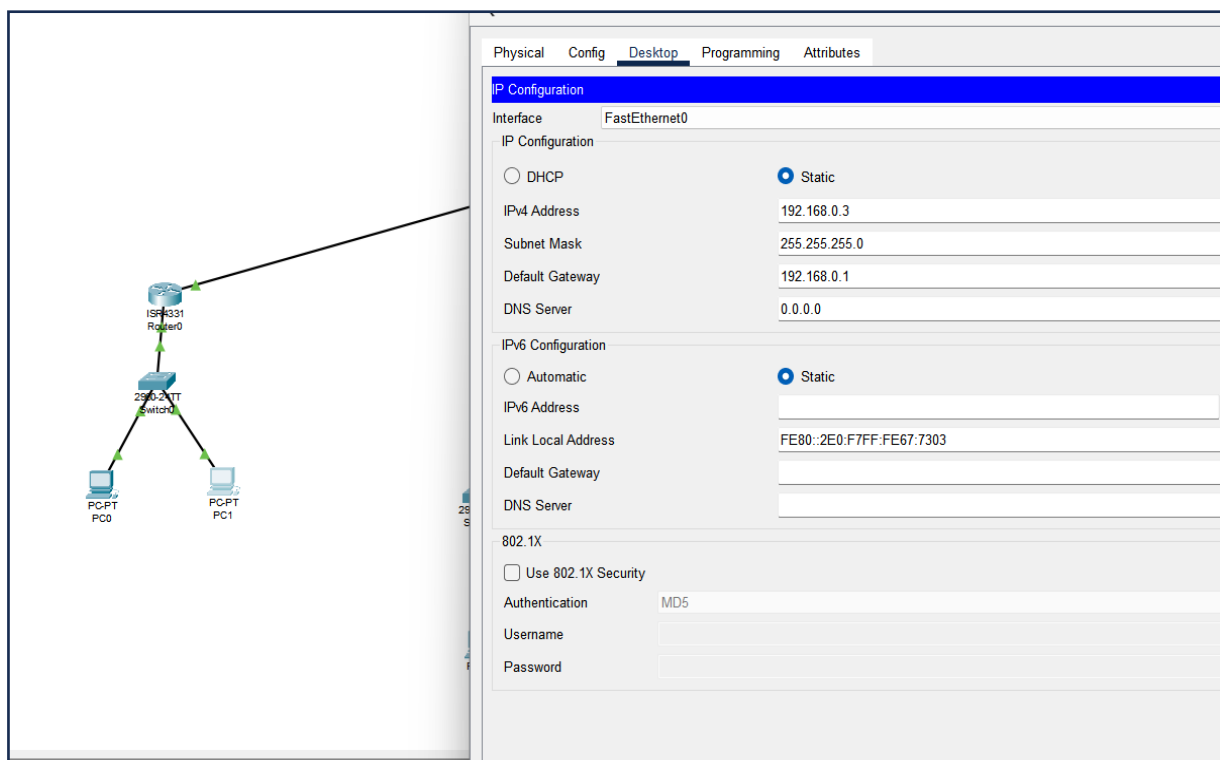 Physical Config Desktop Programming Attributes
IP Configuration
Interface FastEthernet0
IP Configuration
DHCP Static
IPv4 Address 192.168.0.3
Subnet Mask 255.255.255.0
Default Gateway 192.168.0.1
DNS Server 0.0.0.0
IPv6 Configuration
Automatic Static
IPv6 Address
Link Local Address FE80::2E0:F7FF:FE67:7303
Default Gateway
DNS Server
802.1X
Use 802.1X Security
Authentication MD5
Username
Password
ISR4331
Router0
Switch0
PC-PT
PC0
PC-PT
PC1